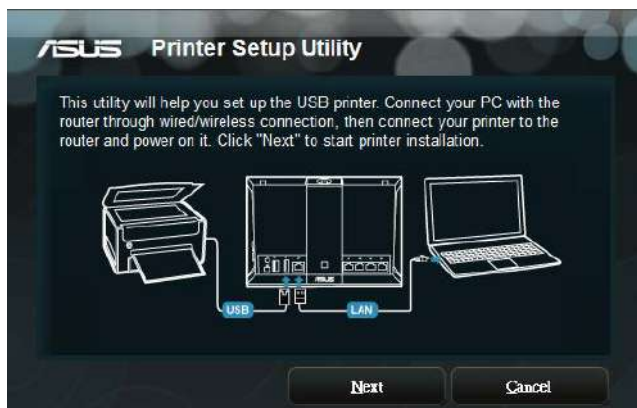 ASUS Printer Setup Utility
This utility will help you set up the USB printer. Connect your PC with the
router through wired/wireless connection, then connect your printer to the
router and power on it. Click "Next" to start printer installation.
ASUS
USB LAN
Next Cancel